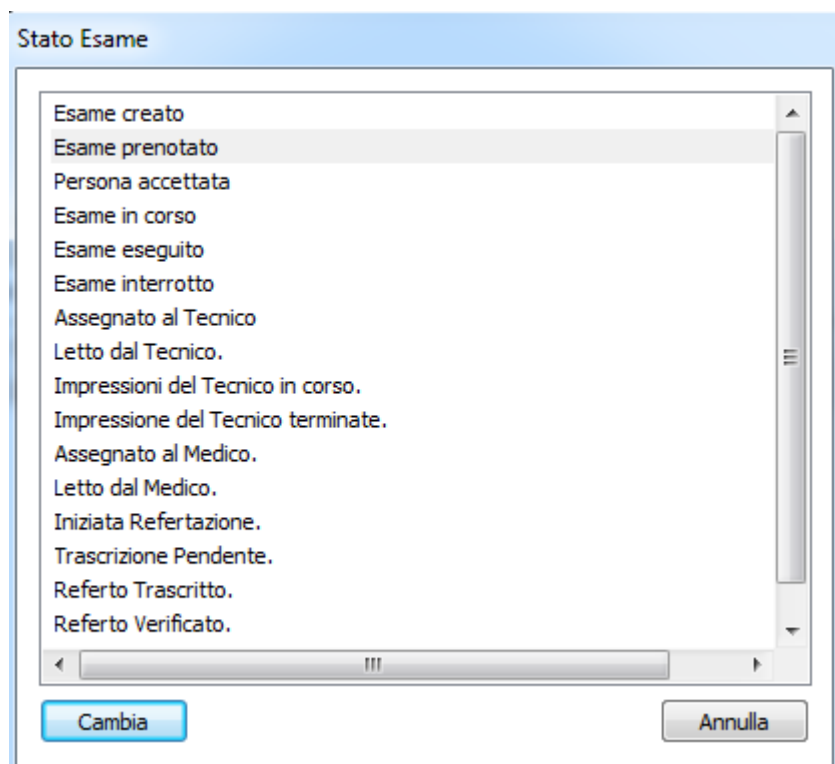 Stato Esame
Esame creato
Esame prenotato
Persona accettata
Esame in corso
Esame eseguito
Esame interrotto
Assegnato al Tecnico
Letto dal Tecnico.
Impressioni del Tecnico in corso.
Impressione del Tecnico terminate.
Assegnato al Medico.
Letto dal Medico.
Iniziata Refertazione.
Trascrizione Pendente.
Referto Trascritto.
Referto Verificato.
Cambia
Annulla